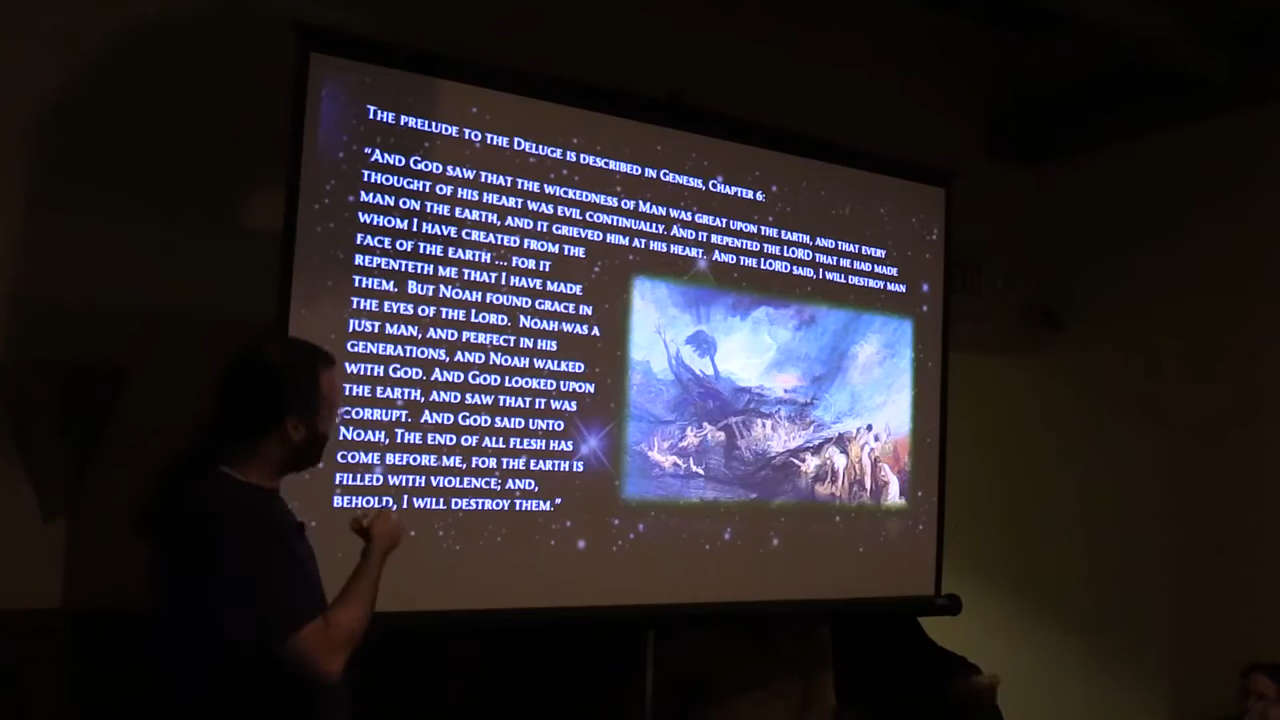 The prelude to the Deluge is described in Genesis, Chapter 6:
“And God saw that the wickedness of Man was great upon the earth, and that every
thought of his heart was evil continually. And it repented the LORD that he had made
man on the earth, and it grieved him at his heart. And the LORD said, I will destroy man
whom I have created from the
face of the earth ... for it
repenteth me that I have made
them. But Noah found grace in
the eyes of the Lord. Noah was a
just man, and perfect in his
generations, and Noah walked
with God. And God looked upon
the earth, and saw that it was
corrupt. And God said unto
Noah, The end of all flesh has
come before me, for the earth is
filled with violence; and,
behold, I will destroy them.”